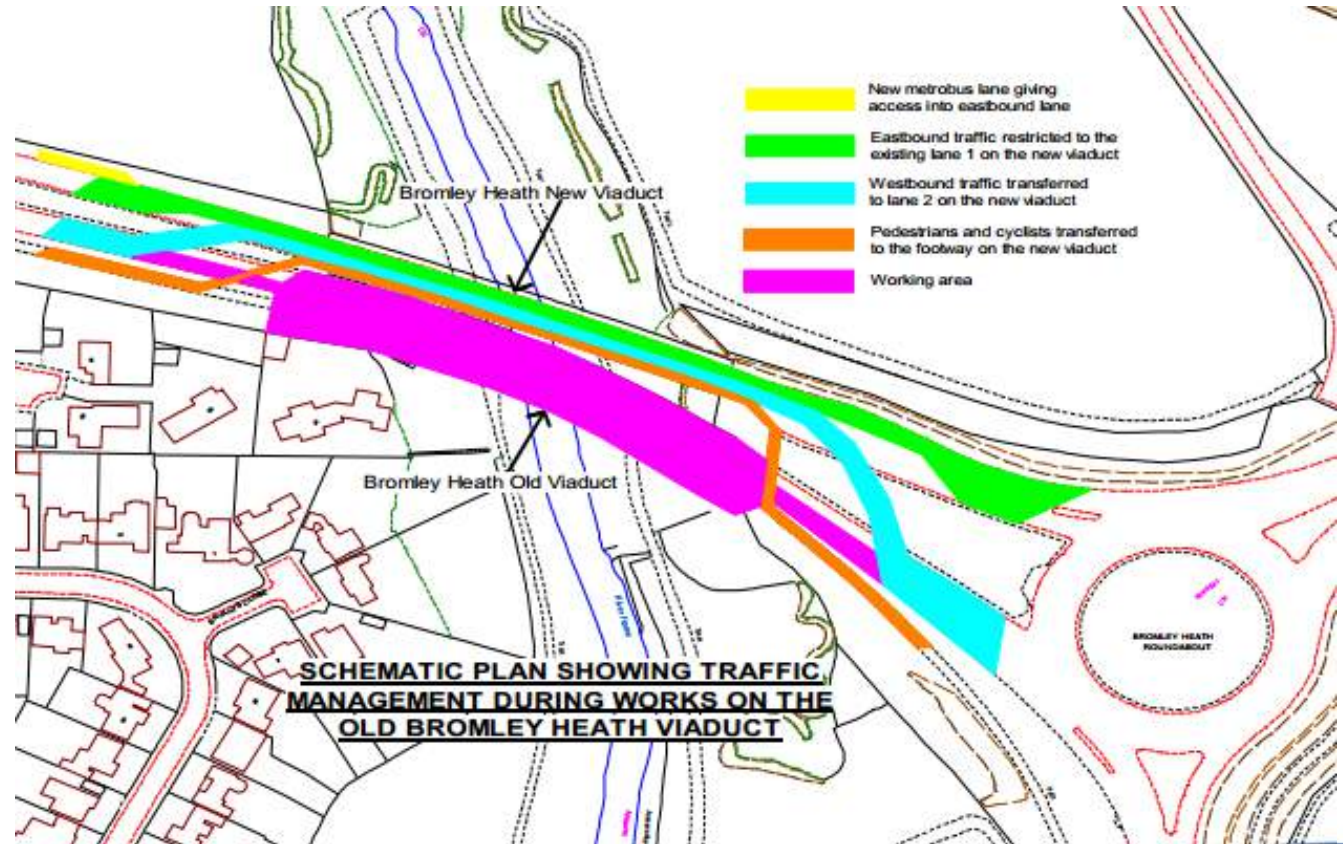 New metrobus lane giving
access into eastbound lane
Eastbound traffic restricted to the
existing lane 1 on the new viaduct
Bromley Heath New Viaduct
Westbound traffic transferred
to lane 2 on the new viaduct
Pedestrians and cyclists transferred
to the footway on the new viaduct
Working area
Bromley Heath Old Viaduct
River Frome
BROMLEY HEATH
ROUNDABOUT
SCHEMATIC PLAN SHOWING TRAFFIC
MANAGEMENT DURING WORKS ON THE
OLD BROMLEY HEATH VIADUCT